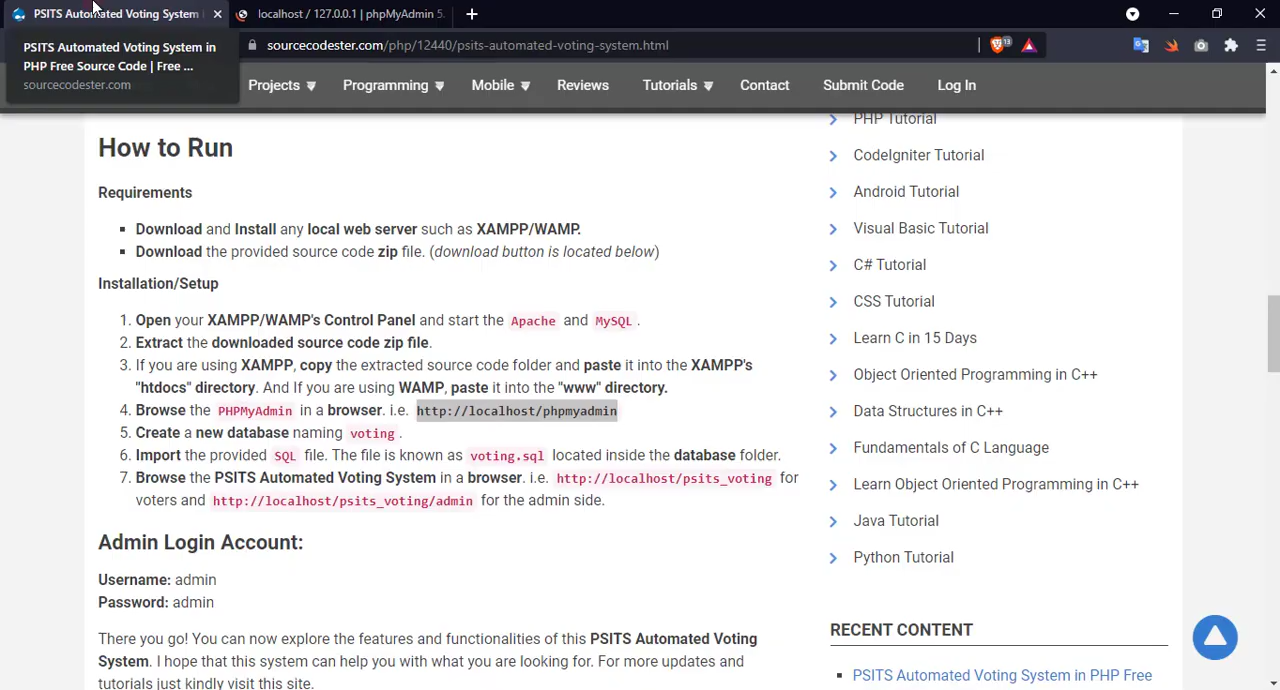 PSITS Automated Voting System
localhost / 127.0.0.1 | phpMyAdmin 5.
PSITS Automated Voting System in
PHP Free Source Code | Free ...
sourcecodester.com
sourcecodester.com/php/12440/psits-automated-voting-system.html
13
Projects
Programming
Mobile
Reviews
Tutorials
Contact
Submit Code
Log In
How to Run
Requirements
Download and Install any local web server such as XAMPP/WAMP.
Download the provided source code zip file. (download button is located below)
Installation/Setup
1. Open your XAMPP/WAMP's Control Panel and start the Apache and MySQL .
2. Extract the downloaded source code zip file.
3. If you are using XAMPP, copy the extracted source code folder and paste it into the XAMPP's
"htdocs" directory. And If you are using WAMP, paste it into the "www" directory.
4. Browse the PHPMyAdmin in a browser. i.e. http://localhost/phpmyadmin
5. Create a new database naming voting .
6. Import the provided SQL file. The file is known as voting.sql located inside the database folder.
7. Browse the PSITS Automated Voting System in a browser. i.e. http://localhost/psits_voting for
voters and http://localhost/psits_voting/admin for the admin side.
Admin Login Account:
Username: admin
Password: admin
There you go! You can now explore the features and functionalities of this PSITS Automated Voting
System. I hope that this system can help you with what you are looking for. For more updates and
tutorials just kindly visit this site.
PHP Tutorial
CodeIgniter Tutorial
Android Tutorial
Visual Basic Tutorial
C# Tutorial
CSS Tutorial
Learn C in 15 Days
Object Oriented Programming in C++
Data Structures in C++
Fundamentals of C Language
Learn Object Oriented Programming in C++
Java Tutorial
Python Tutorial
RECENT CONTENT
PSITS Automated Voting System in PHP Free